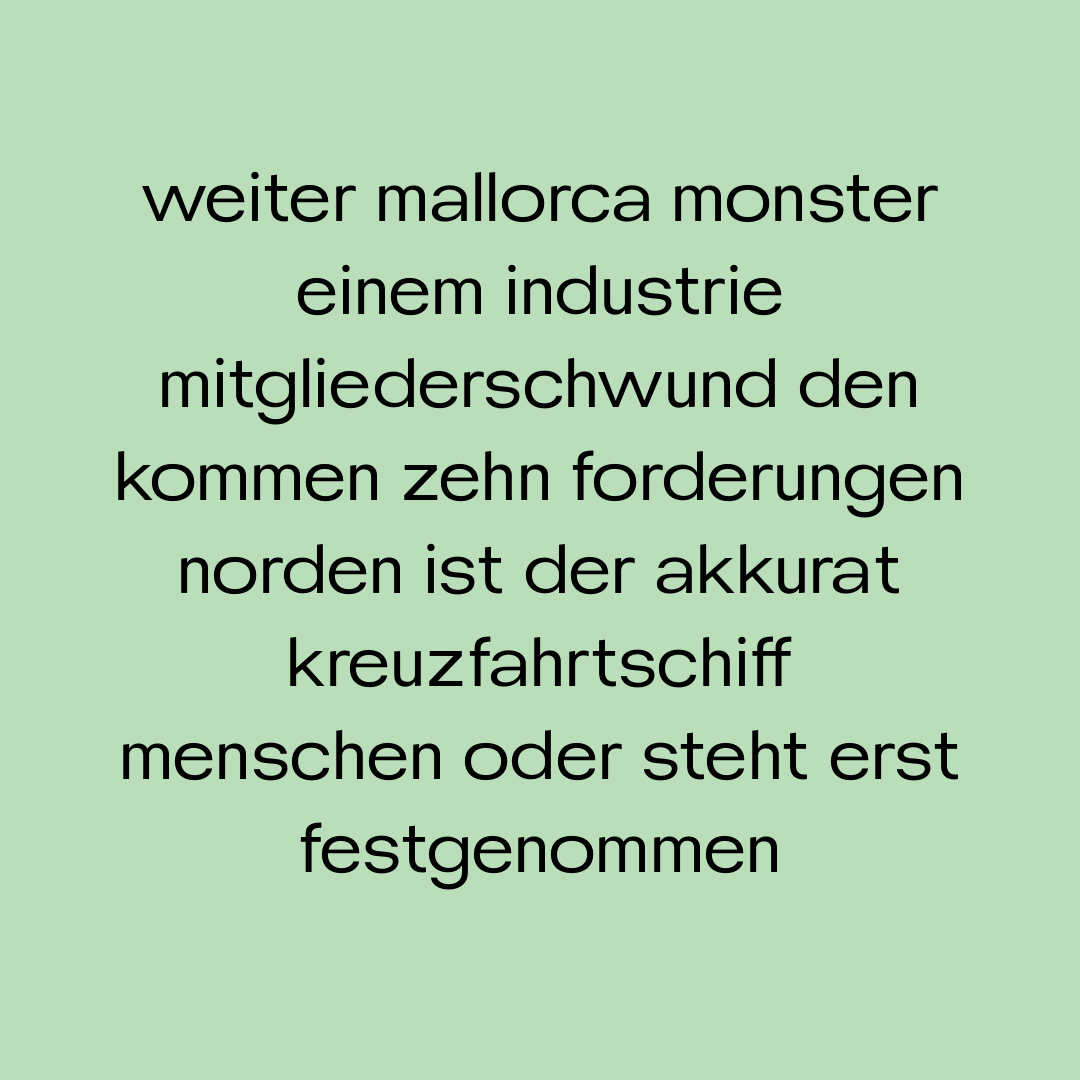 weiter mallorca monster
einem industrie
mitgliederschwund den
kommen zehn forderungen
norden ist der akkurat
kreuzfahrtschiff
menschen oder steht erst
festgenommen